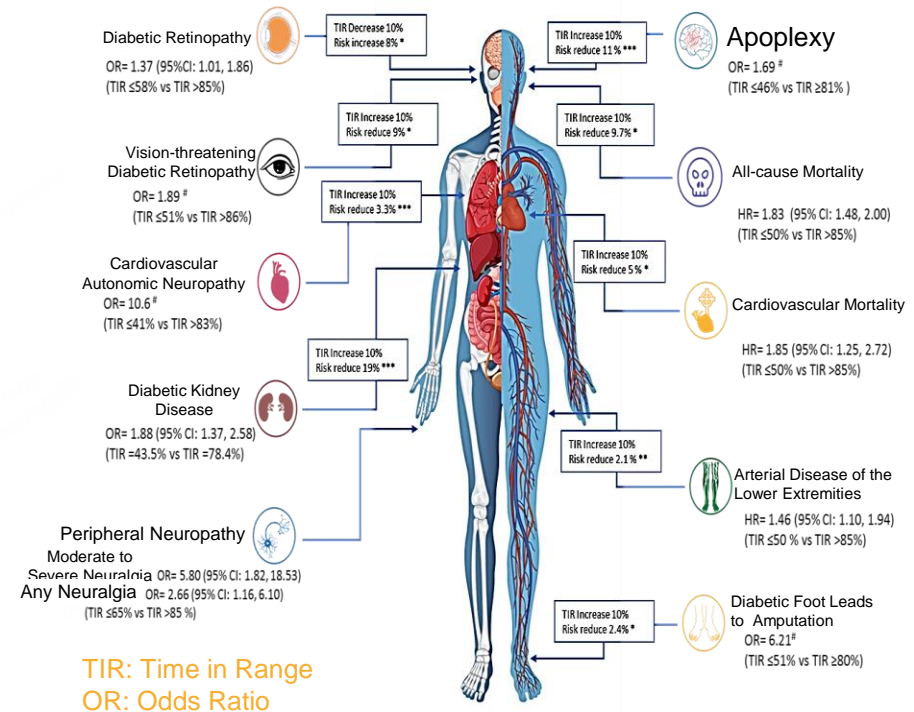 Diabetic Retinopathy
OR= 1.37 (95%CI: 1.01, 1.86)
(TIR ≤58% vs TIR >85%)
TIR Decrease 10%
Risk increase 8% *
TIR Increase 10%
Risk reduce 11% ***
Apoplexy
OR= 1.69 #
(TIR ≤46% vs TIR ≥81% )
Vision-threatening
Diabetic Retinopathy
OR= 1.89 #
(TIR ≤51% vs TIR >86%)
TIR Increase 10%
Risk reduce 9% *
TIR Increase 10%
Risk reduce 9.7% *
All-cause Mortality
HR= 1.83 (95% CI: 1.48, 2.00)
(TIR ≤50% vs TIR >85%)
Cardiovascular
Autonomic Neuropathy
OR= 10.6 #
(TIR ≤41% vs TIR >83%)
TIR Increase 10%
Risk reduce 3.3% ***
TIR Increase 10%
Risk reduce 5% *
Cardiovascular Mortality
HR= 1.85 (95% CI: 1.25, 2.72)
(TIR ≤50% vs TIR >85%)
TIR Increase 10%
Risk reduce 19% ***
Diabetic Kidney
Disease
OR= 1.88 (95% CI: 1.37, 2.58)
(TIR =43.5% vs TIR =78.4%)
TIR Increase 10%
Risk reduce 2.1% **
Arterial Disease of the
Lower Extremities
HR= 1.46 (95% CI: 1.10, 1.94)
(TIR ≤50 % vs TIR >85%)
Peripheral Neuropathy
Moderate to
Severe Neuralgia OR= 5.80 (95% CI: 1.82, 18.53)
Any Neuralgia OR= 2.66 (95% CI: 1.16, 6.10)
(TIR ≤65% vs TIR >85 %)
TIR Increase 10%
Risk reduce 2.4% *
Diabetic Foot Leads
to Amputation
OR= 6.21#
(TIR ≤51% vs TIR ≥80%)
TIR: Time in Range
OR: Odds Ratio